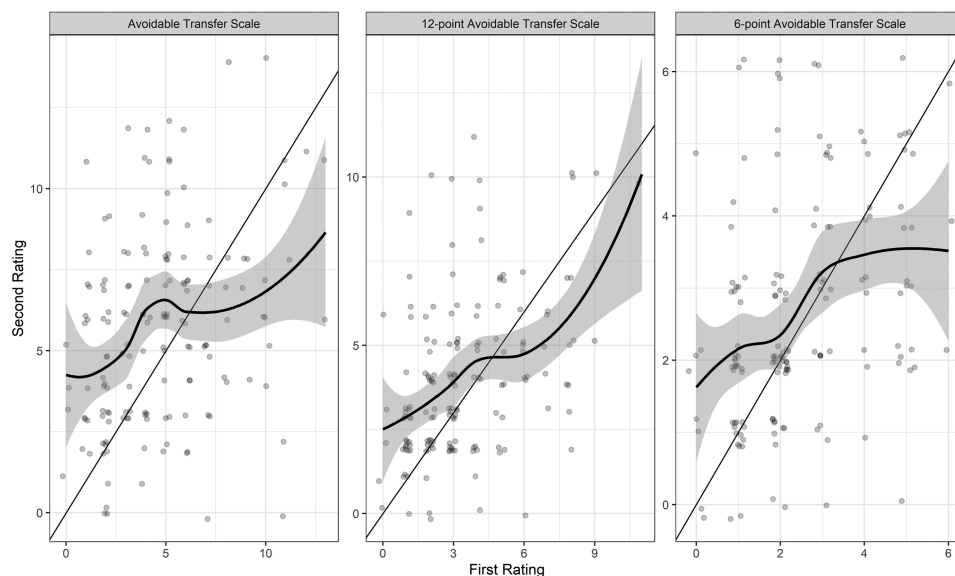 Avoidable Transfer Scale
12-point Avoidable Transfer Scale
6-point Avoidable Transfer Scale
Second Rating
10
5
0
0 5 10
10
5
0
0 3 6 9
6
4
2
0
0 2 4 6
First Rating